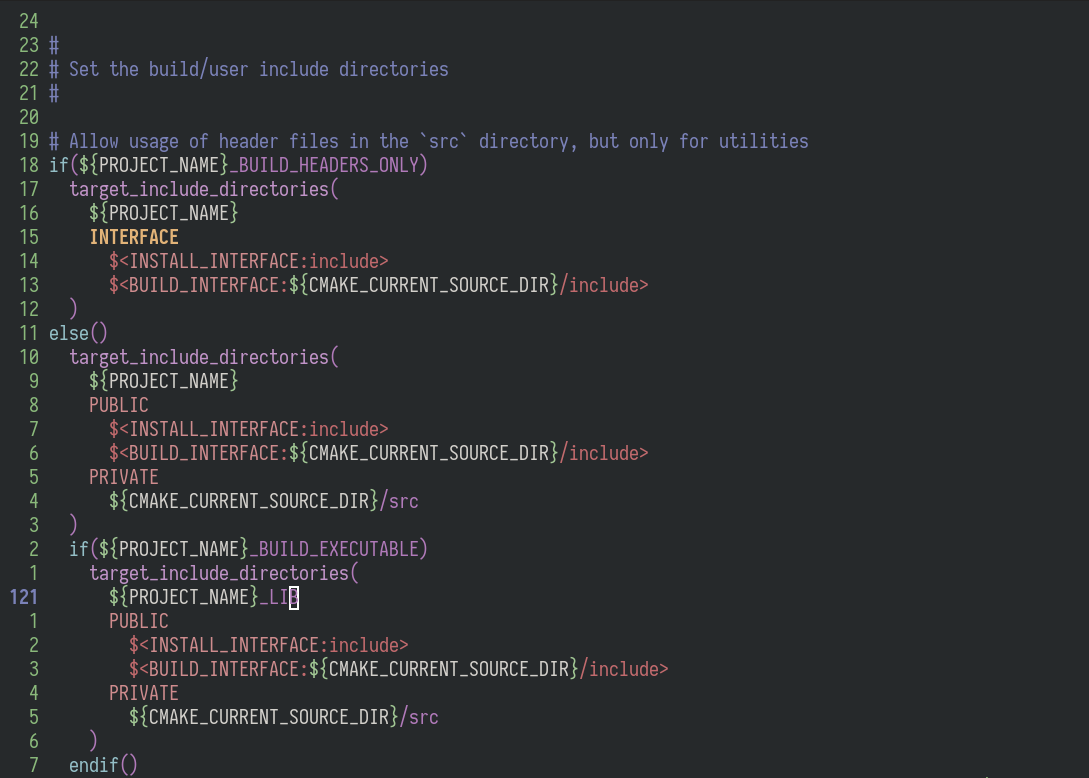 24
23 #
22 # Set the build/user include directories
21 #
20
19 # Allow usage of header files in the `src` directory, but only for utilities
18 if(${PROJECT_NAME}_BUILD_HEADERS_ONLY)
17   target_include_directories(
16     ${PROJECT_NAME}
15     INTERFACE
14       $<INSTALL_INTERFACE:include>
13       $<BUILD_INTERFACE:${CMAKE_CURRENT_SOURCE_DIR}/include>
12   )
11 else()
10   target_include_directories(
9     ${PROJECT_NAME}
8     PUBLIC
7       $<INSTALL_INTERFACE:include>
6       $<BUILD_INTERFACE:${CMAKE_CURRENT_SOURCE_DIR}/include>
5     PRIVATE
4       ${CMAKE_CURRENT_SOURCE_DIR}/src
3   )
2   if(${PROJECT_NAME}_BUILD_EXECUTABLE)
1     target_include_directories(
121       ${PROJECT_NAME}_LIB
1       PUBLIC
2         $<INSTALL_INTERFACE:include>
3         $<BUILD_INTERFACE:${CMAKE_CURRENT_SOURCE_DIR}/include>
4       PRIVATE
5         ${CMAKE_CURRENT_SOURCE_DIR}/src
6     )
7   endif()